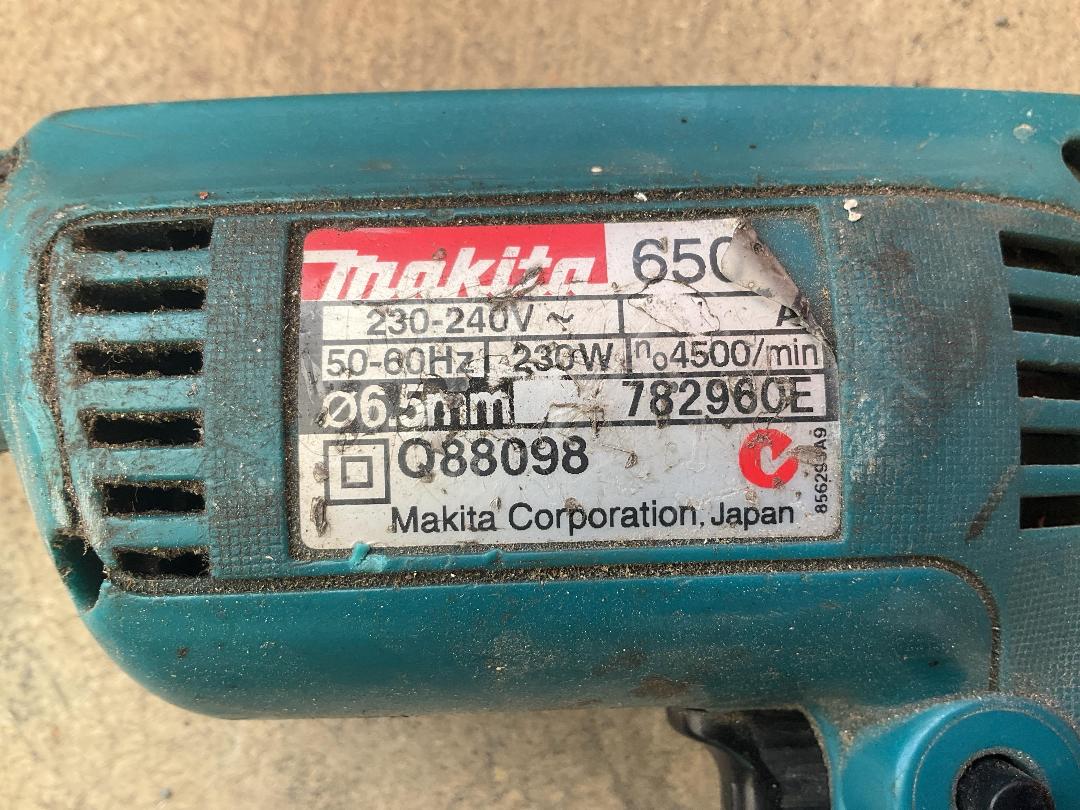 makita 650
230-240V ~ A
50-60Hz 230W n₀4500/min
Ø6.5mm 782960E
Q88098
Makita Corporation, Japan